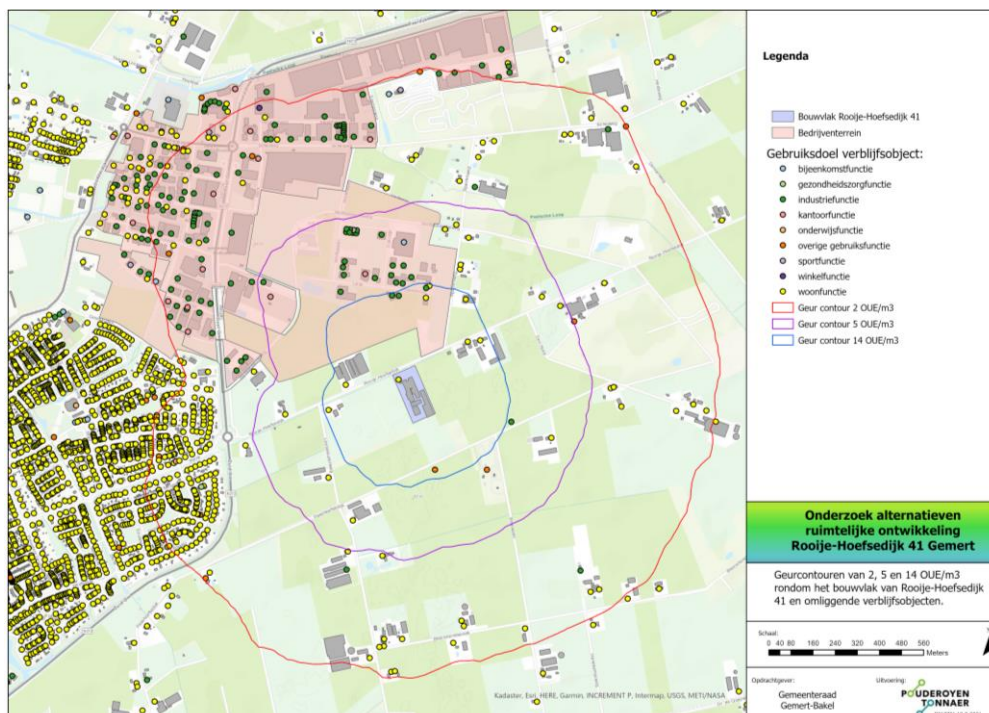 Legenda
Bouwvlak Rooije-Hoefsedijk 41
Bedrijventerrein
Gebruiksdoel verblijfsobject:
bijeenkomstfunctie
gezondheidszorgfunctie
industriefunctie
kantoorfunctie
onderwijsfunctie
overige gebruiksfunctie
sportfunctie
winkelfunctie
woonfunctie
Geur contour 2 OUE/m3
Geur contour 5 OUE/m3
Geur contour 14 OUE/m3
Onderzoek alternatieven
ruimtelijke ontwikkeling
Rooije-Hoefsedijk 41 Gemert
Geurcontouren van 2, 5 en 14 OUE/m3
rondom het bouwvlak van Rooije-Hoefsedijk
41 en omliggende verblijfsobjecten.
Schaal:
0 40 80 160 240 320 400 480 560
Meters
Opdrachtgever:
Gemeenteraad
Gemert-Bakel
Uitvoering:
POUDEROYEN
TONNAER
Kadaster, Esri, HERE, Garmin, INCREMENT P, Intermap, USGS, METI/NASA